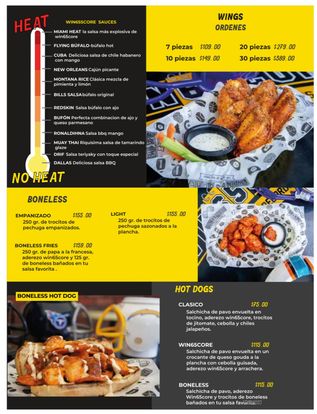 HEAT
WIN6SCORE SAUCES
MIAMI HEAT la salsa más explosiva de
win6score
FLYING BÚFALO-búfalo hot
CUBA Deliciosa salsa de chile habanero
con mango
NEW ORLEANS Cajún picante
MONTANA RICE Clásica mezcla de
pimienta y limón
BILLS SALSA búfalo original
REDSKIN Salsa búfalo con ajo
BUFÓN Perfecta combinacion de ajo y
queso parmesano
RONALDINHA Salsa bbq mango
MUAY THAI Riquísima salsa de tamarindo
glaze
DRIF Salsa teriyaky con toque especial
DALLAS Deliciosa salsa BBQ
NO HEAT
WINGS
ORDENES
7 piezas $109.00 20 piezas $279.00
10 piezas $149.00 30 piezas $389.00
BONELESS
EMPANIZADO $155.00
250 gr. de trocitos de
pechuga empanizados.
LIGHT $155.00
250 gr. de trocitos de
pechuga sazonados a la
plancha.
BONELESS FRIES $159.00
250 gr. de papa a la francesa,
aderezo win6score y 125 gr.
de boneless bañados en tu
salsa favorita .
BONELESS HOT DOG
HOT DOGS
CLASICO $75.00
Salchicha de pavo envuelta en
tocino, aderezo win6score, trocitos
de jitomate, cebolla y chiles
jalapeños.
WIN6SCORE $115.00
Salchicha de pavo envuelta en un
crocante de queso gouda a la
plancha con cebolla guisada,
aderezo win6score y arrachera.
BONELESS $115.00
Salchicha de pavo, aderezo
Win6score y trocitos de boneless
bañados en tu salsa favorita